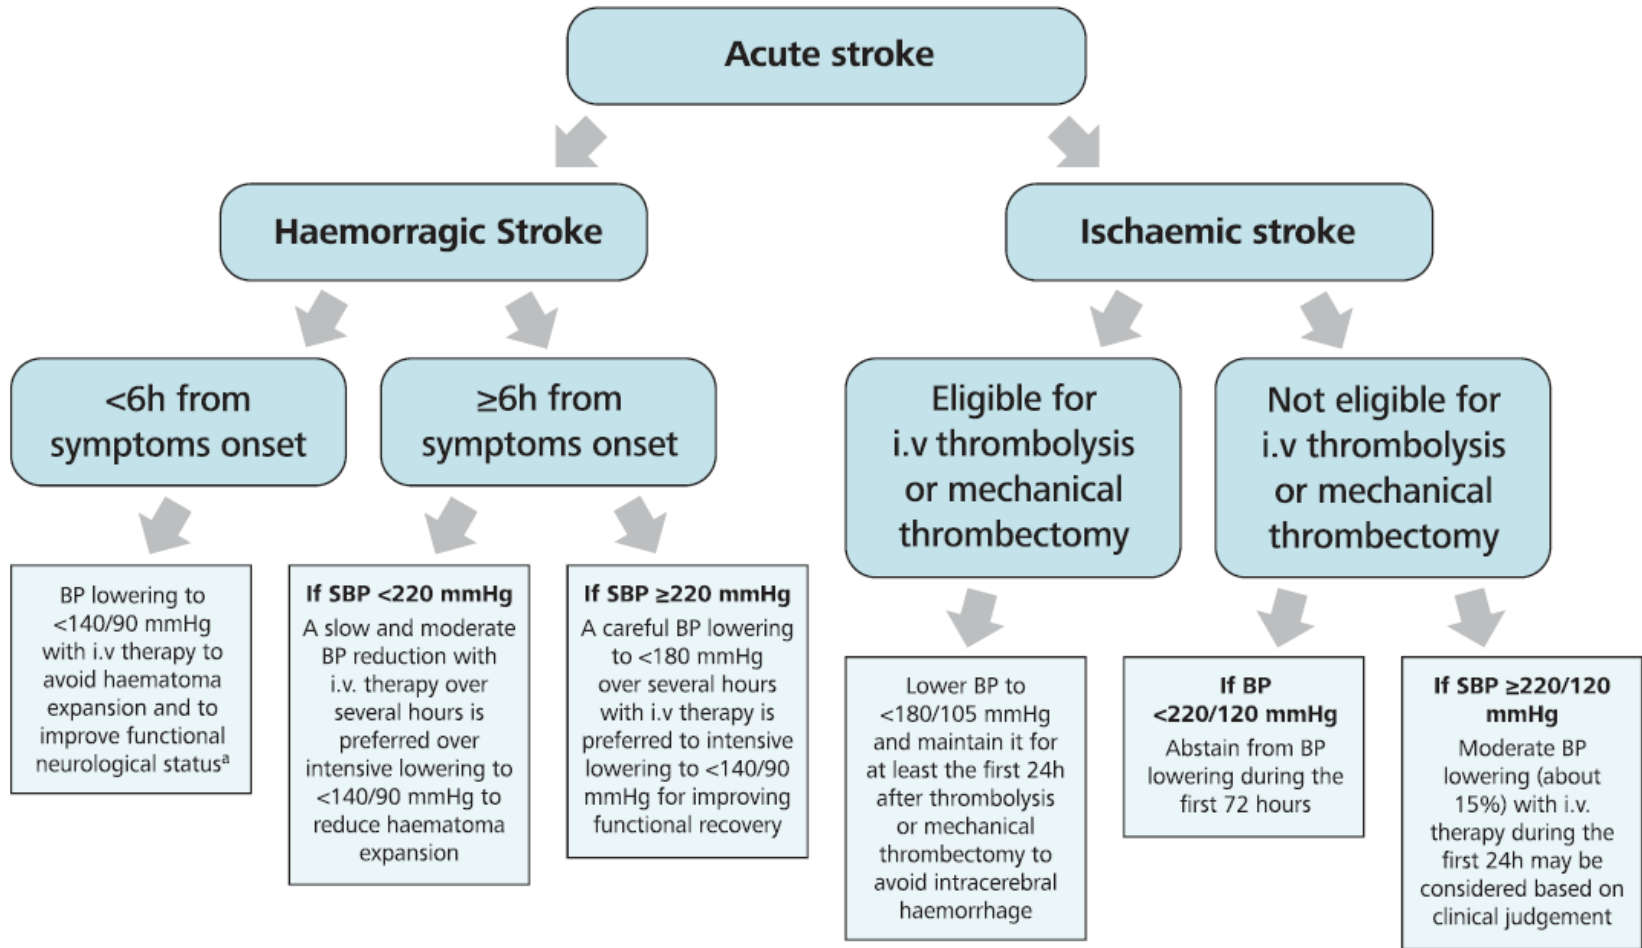 Acute stroke
Haemorragic Stroke
Ischaemic stroke
<6h from
symptoms onset
≥6h from
symptoms onset
Eligible for
i.v thrombolysis
or mechanical
thrombectomy
Not eligible for
i.v thrombolysis
or mechanical
thrombectomy
BP lowering to
<140/90 mmHg
with i.v therapy to
avoid haematoma
expansion and to
improve functional
neurological statusᵃ
If SBP <220 mmHg
A slow and moderate
BP reduction with
i.v. therapy over
several hours is
preferred over
intensive lowering to
<140/90 mmHg to
reduce haematoma
expansion
If SBP ≥220 mmHg
A careful BP lowering
to <180 mmHg
over several hours
with i.v therapy is
preferred to intensive
lowering to <140/90
mmHg for improving
functional recovery
Lower BP to
<180/105 mmHg
and maintain it for
at least the first 24h
after thrombolysis
or mechanical
thrombectomy to
avoid intracerebral
haemorrhage
If BP
<220/120 mmHg
Abstain from BP
lowering during the
first 72 hours
If SBP ≥220/120
mmHg
Moderate BP
lowering (about
15%) with i.v.
therapy during the
first 24h may be
considered based on
clinical judgement